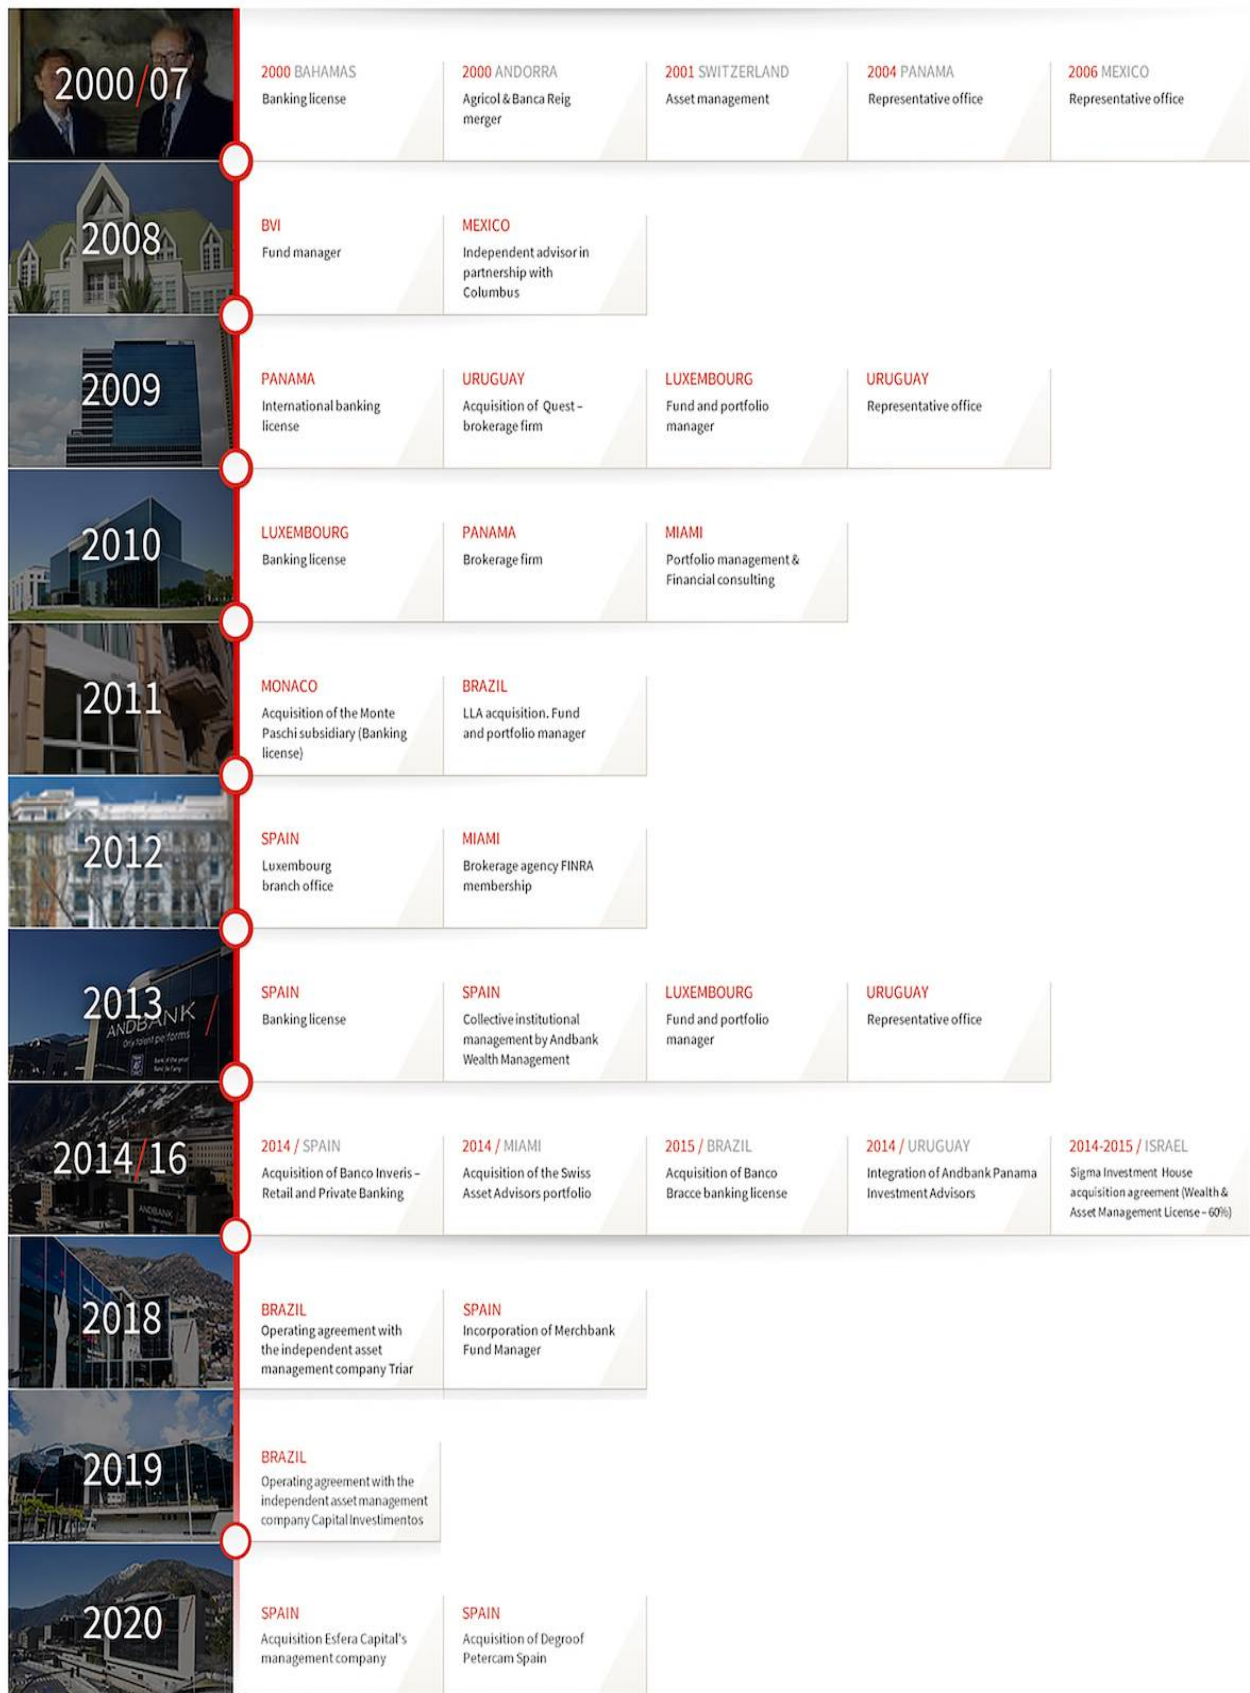 2000/07
2000 BAHAMAS
Banking license
2000 ANDORRA
Agricol & Banca Reig
merger
2001 SWITZERLAND
Asset management
2004 PANAMA
Representative office
2006 MEXICO
Representative office
2008
BVI
Fund manager
MEXICO
Independent advisor in
partnership with
Columbus
2009
PANAMA
International banking
license
URUGUAY
Acquisition of Quest –
brokerage firm
LUXEMBOURG
Fund and portfolio
manager
URUGUAY
Representative office
2010
LUXEMBOURG
Banking license
PANAMA
Brokerage firm
MIAMI
Portfolio management &
Financial consulting
2011
MONACO
Acquisition of the Monte
Paschi subsidiary (Banking
license)
BRAZIL
LLA acquisition. Fund
and portfolio manager
2012
SPAIN
Luxembourg
branch office
MIAMI
Brokerage agency FINRA
membership
2013
ANDBANK /
Only talent performs
SPAIN
Banking license
SPAIN
Collective institutional
management by Andbank
Wealth Management
LUXEMBOURG
Fund and portfolio
manager
URUGUAY
Representative office
2014/16
ANDBANK
2014 / SPAIN
Acquisition of Banco Inveris –
Retail and Private Banking
2014 / MIAMI
Acquisition of the Swiss
Asset Advisors portfolio
2015 / BRAZIL
Acquisition of Banco
Bracce banking license
2014 / URUGUAY
Integration of Andbank Panama
Investment Advisors
2014-2015 / ISRAEL
Sigma Investment House
acquisition agreement (Wealth &
Asset Management License – 60%)
2018
BRAZIL
Operating agreement with
the independent asset
management company Triar
SPAIN
Incorporation of Merchbank
Fund Manager
2019
BRAZIL
Operating agreement with the
independent asset management
company Capital Investimentos
2020
SPAIN
Acquisition Esfera Capital's
management company
SPAIN
Acquisition of Degroof
Petercam Spain